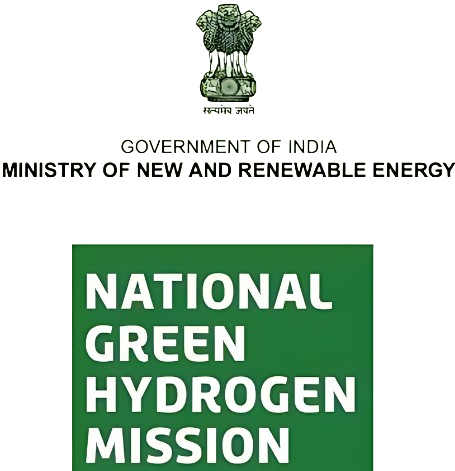 सत्यमेव जयते
GOVERNMENT OF INDIA
MINISTRY OF NEW AND RENEWABLE ENERGY
NATIONAL
GREEN
HYDROGEN
MISSION